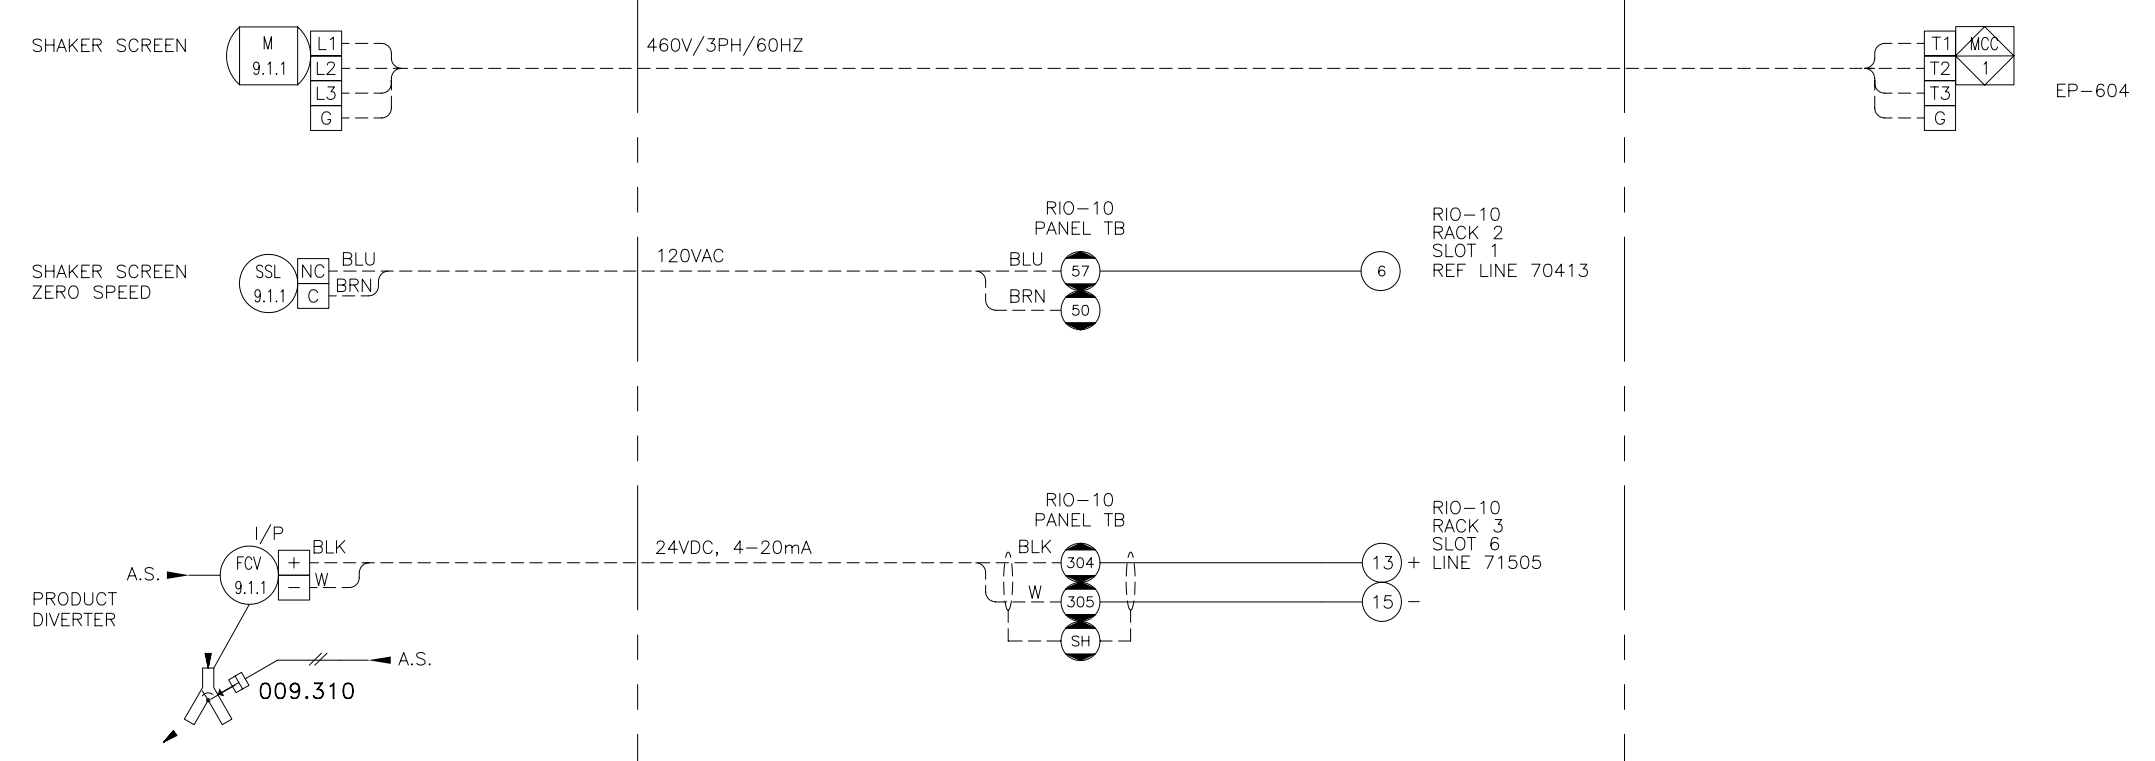 SHAKER SCREEN
M
9.1.1
L1
L2
L3
G
460V/3PH/60HZ
T1
T2
T3
G
MCC
1
EP-604
SHAKER SCREEN
ZERO SPEED
SSL
9.1.1
NC
C
BLU
BRN
120VAC
RIO-10
PANEL TB
BLU
BRN
57
50
6
RIO-10
RACK 2
SLOT 1
REF LINE 70413
PRODUCT
DIVERTER
A.S.
I/P
FCV
9.1.1
+
-
BLK
W
24VDC, 4-20mA
RIO-10
PANEL TB
BLK
W
304
305
SH
13 +
15 -
RIO-10
RACK 3
SLOT 6
LINE 71505
A.S.
009.310